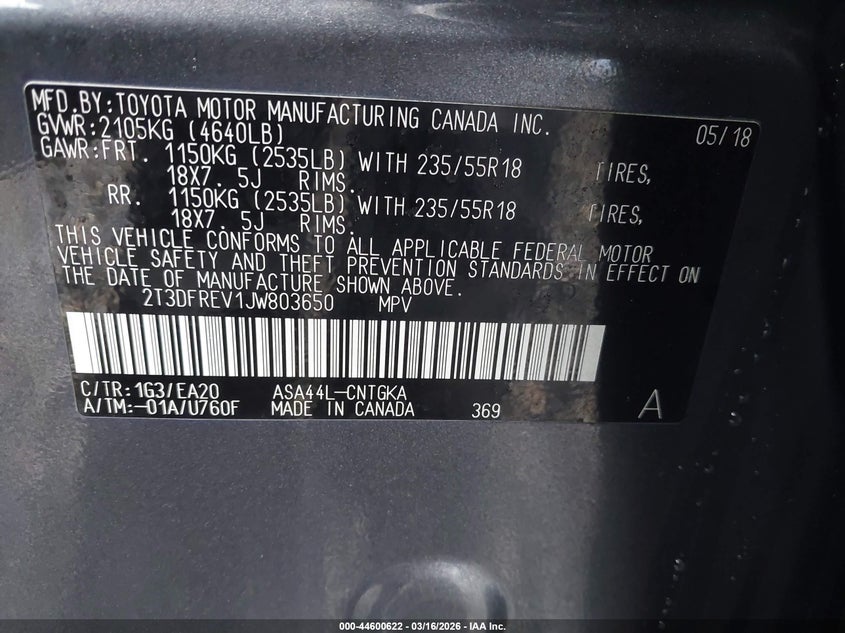 MFD.BY:TOYOTA MOTOR MANUFACTURING CANADA INC.
05/18
GVWR:2105KG (4640LB)
GAWR:FRT. 1150KG (2535LB) WITH 235/55R18 TIRES,
18X7. 5J RIMS.
RR. 1150KG (2535LB) WITH 235/55R18 TIRES,
18X7. 5J RIMS.
THIS VEHICLE CONFORMS TO ALL APPLICABLE FEDERAL MOTOR
VEHICLE SAFETY AND THEFT PREVENTION STANDARDS IN EFFECT ON
THE DATE OF MANUFACTURE SHOWN ABOVE.
2T3DFREV1JW803650 MPV
C/TR:1G3/EA20 ASA44L-CNTGKA
A/TM:-01A/U760F MADE IN CANADA 369 A
000-44600622 - 03/16/2026 - IAA Inc.